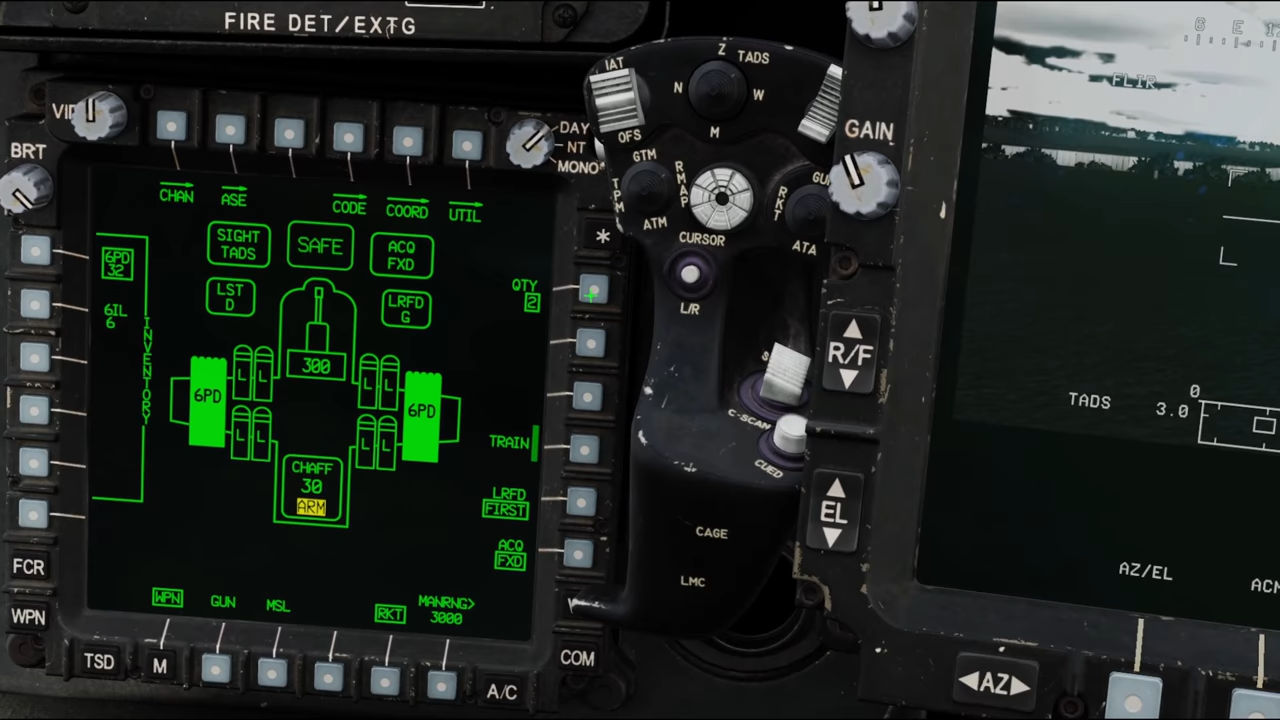 FIRE DET/EXTG
VID
DAY
NT
MONO
BRT
CHAN
ASE
CODE
COORD
UTIL
*
SIGHT
TADS
SAFE
ACQ
FXD
LST
D
LRFD
G
6PD
32
6IL
6
INVENTORY
QTY
2
300
L L L L
L L L L
6PD
6PD
CHAFF
30
ARM
TRAIN
LRFD
FIRST
ACQ
FXD
WPN
GUN
MSL
RKT
MANRNG>
3000
FCR
WPN
TSD
M
COM
A/C
IAT
OFS
Z
TADS
N
W
M
GTM
TPM
ATM
RMAP
RKT
ATA
CURSOR
L/R
C-SCAN
CUED
CAGE
LMC
GAIN
R/F
EL
◄AZ►
6 E 12
FLIR
TADS
3.0
0
AZ/EL